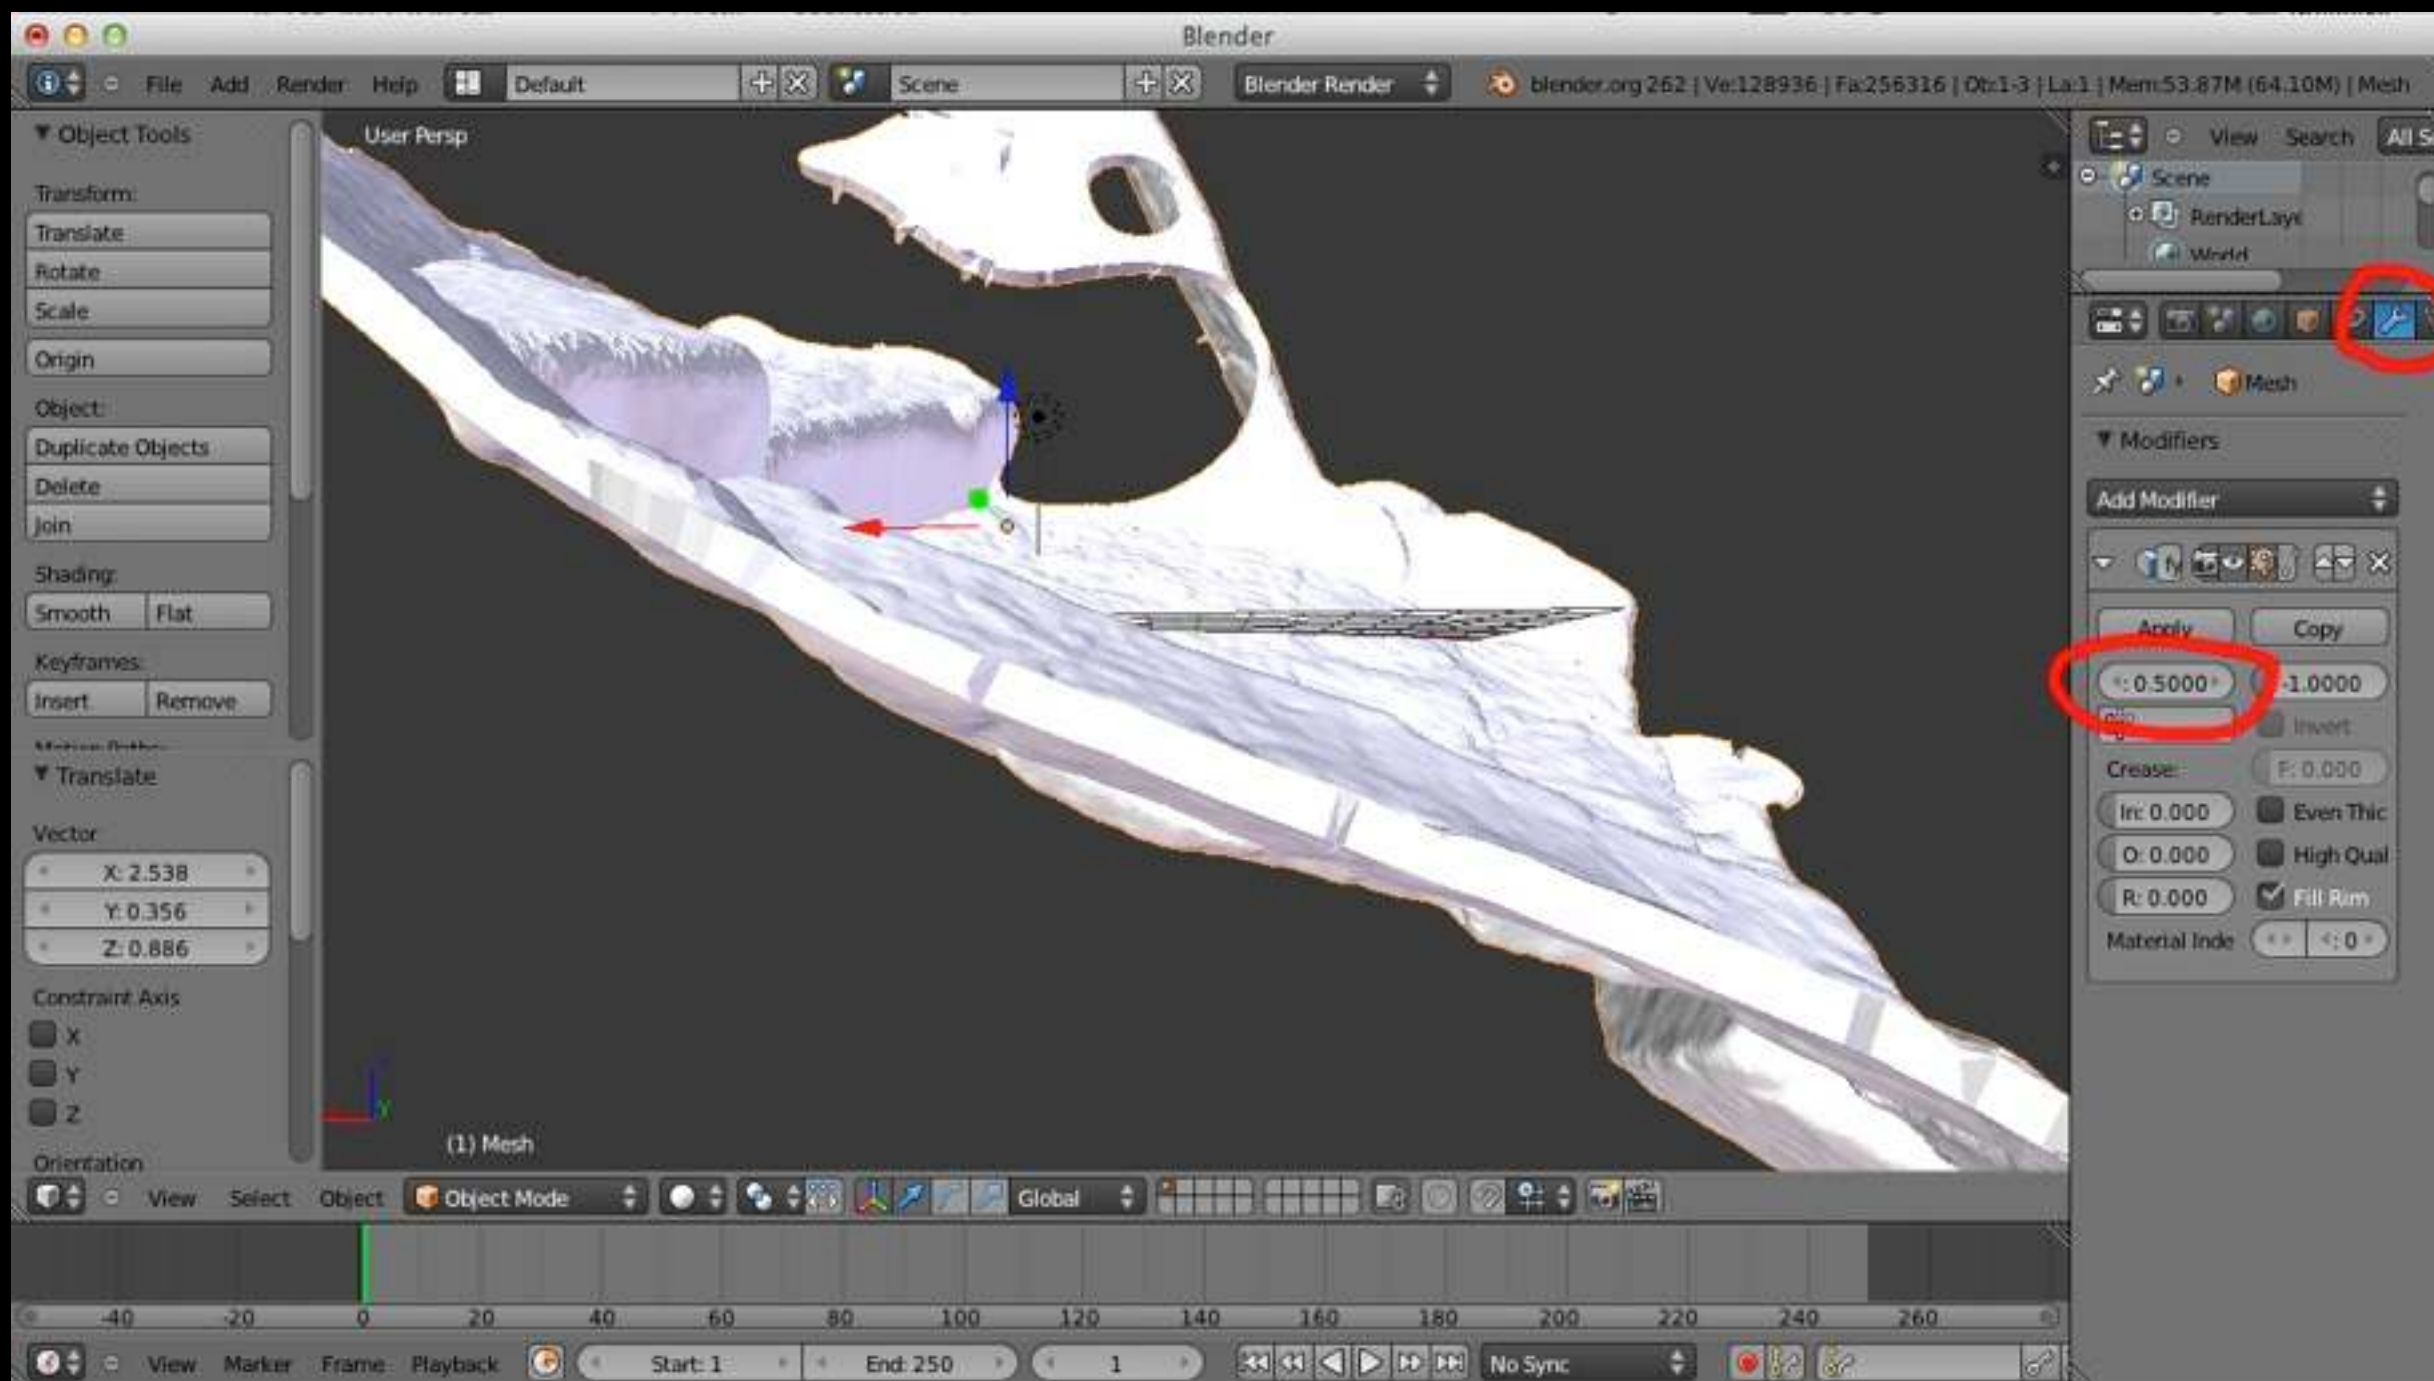 Blender
File Add Render Help Default Scene Blender Render blender.org 262 | Ve:128936 | Fa:256316 | Ob:1-3 | La:1 | Mem:53.87M (64.10M) | Mesh
Object Tools
Transform:
Translate
Rotate
Scale
Origin
Object:
Duplicate Objects
Delete
Join
Shading:
Smooth Flat
Keyframes:
Insert Remove
Translate
Vector
X: 2.538
Y: 0.356
Z: 0.886
Constraint Axis
X
Y
Z
Orientation
User Persp
(1) Mesh
View Search All S
Scene
RenderLaye
World
Mesh
Modifiers
Add Modifier
Apply Copy
: 0.5000 -1.0000
Invert
Crease: F: 0.000
In: 0.000 Even Thic
O: 0.000 High Qual
R: 0.000 Fill Rim
Material Inde : 0
View Select Object Object Mode Global
-40 -20 0 20 40 60 80 100 120 140 160 180 200 220 240 260
View Marker Frame Playback Start: 1 End: 250 1 No Sync